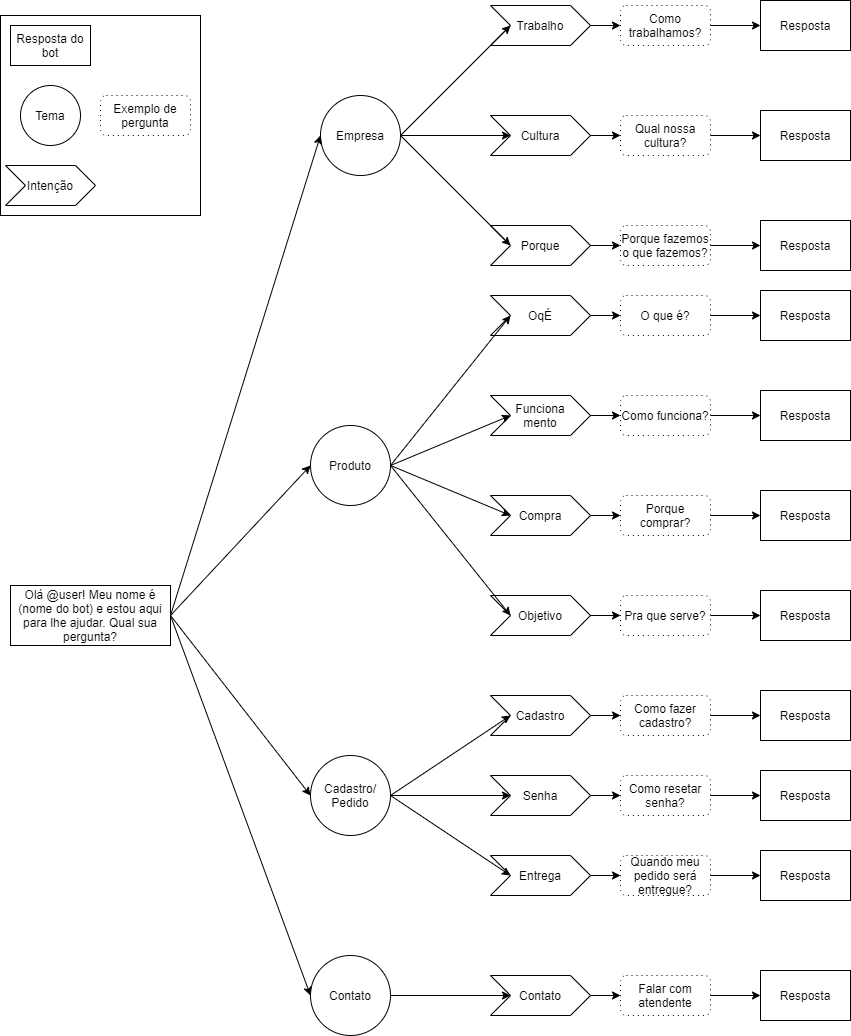 Resposta do
bot
Tema
Exemplo de
pergunta
Intenção
Olá @user! Meu nome é
(nome do bot) e estou aqui
para lhe ajudar. Qual sua
pergunta?
Empresa
Trabalho
Como
trabalhamos?
Resposta
Cultura
Qual nossa
cultura?
Resposta
Porque
Porque fazemos
o que fazemos?
Resposta
Produto
OqÉ
O que é?
Resposta
Funciona
mento
Como funciona?
Resposta
Compra
Porque
comprar?
Resposta
Objetivo
Pra que serve?
Resposta
Cadastro/
Pedido
Cadastro
Como fazer
cadastro?
Resposta
Senha
Como resetar
senha?
Resposta
Entrega
Quando meu
pedido será
entregue?
Resposta
Contato
Contato
Falar com
atendente
Resposta